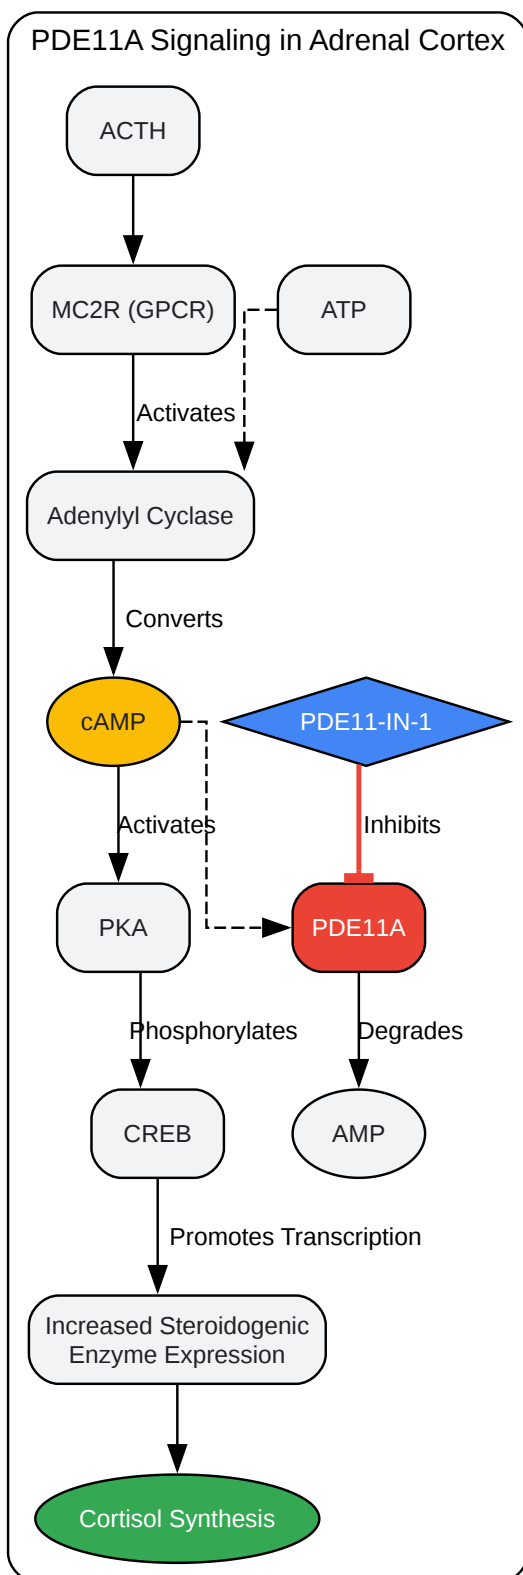 PDE11A Signaling in Adrenal Cortex
ACTH
MC2R (GPCR)
ATP
Activates
Adenylyl Cyclase
Converts
cAMP
PDE11-IN-1
Activates
Inhibits
PKA
PDE11A
Phosphorylates
Degrades
CREB
AMP
Promotes Transcription
Increased Steroidogenic
Enzyme Expression
Cortisol Synthesis